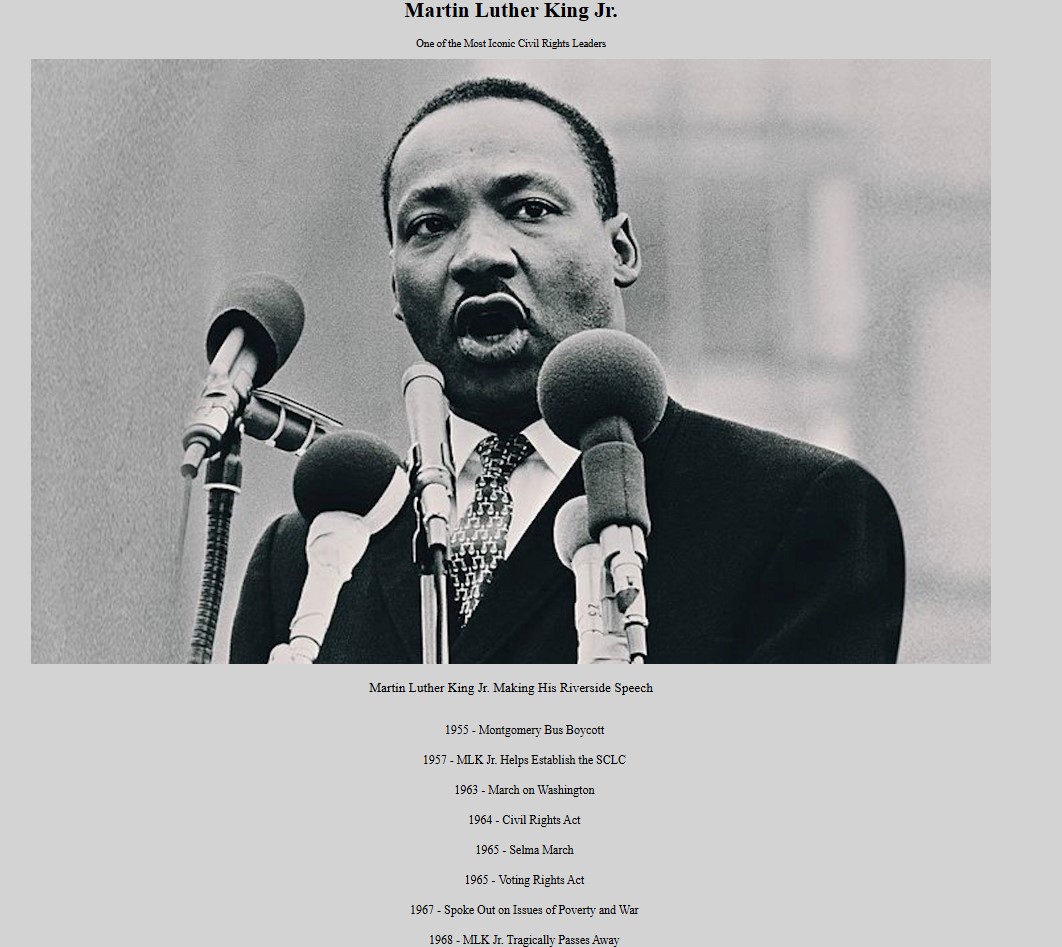 Martin Luther King Jr.
One of the Most Iconic Civil Rights Leaders
Martin Luther King Jr. Making His Riverside Speech
1955 - Montgomery Bus Boycott
1957 - MLK Jr. Helps Establish the SCLC
1963 - March on Washington
1964 - Civil Rights Act
1965 - Selma March
1965 - Voting Rights Act
1967 - Spoke Out on Issues of Poverty and War
1968 - MLK Jr. Tragically Passes Away